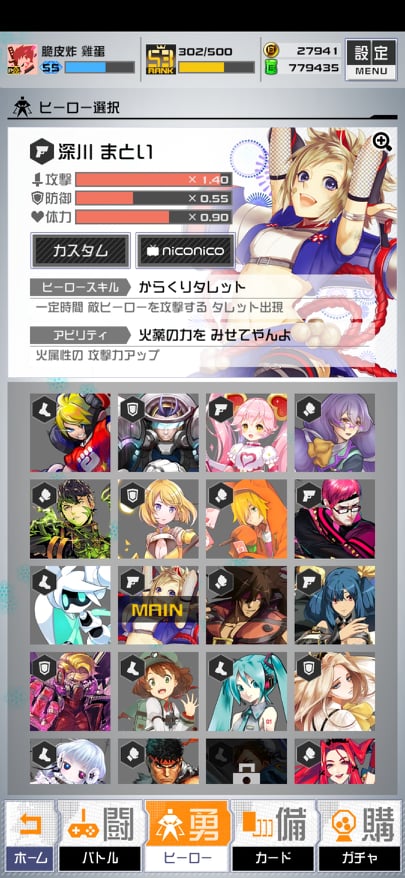 脆皮炸 雞蛋
55
53
RANK
302/500
27941
779435
設定
MENU
ヒーロー選択
深川 まとい
攻撃 × 1.40
防御 × 0.55
体力 × 0.90
カスタム
niconico
ヒーロースキル からくりタレット
一定時間 敵ヒーローを攻撃する タレット出現
アビリティ 火薬の力を みせてやんよ
火属性の 攻撃力アップ
MAIN
01
闘 勇 備 購
ホーム バトル ヒーロー カード ガチャ